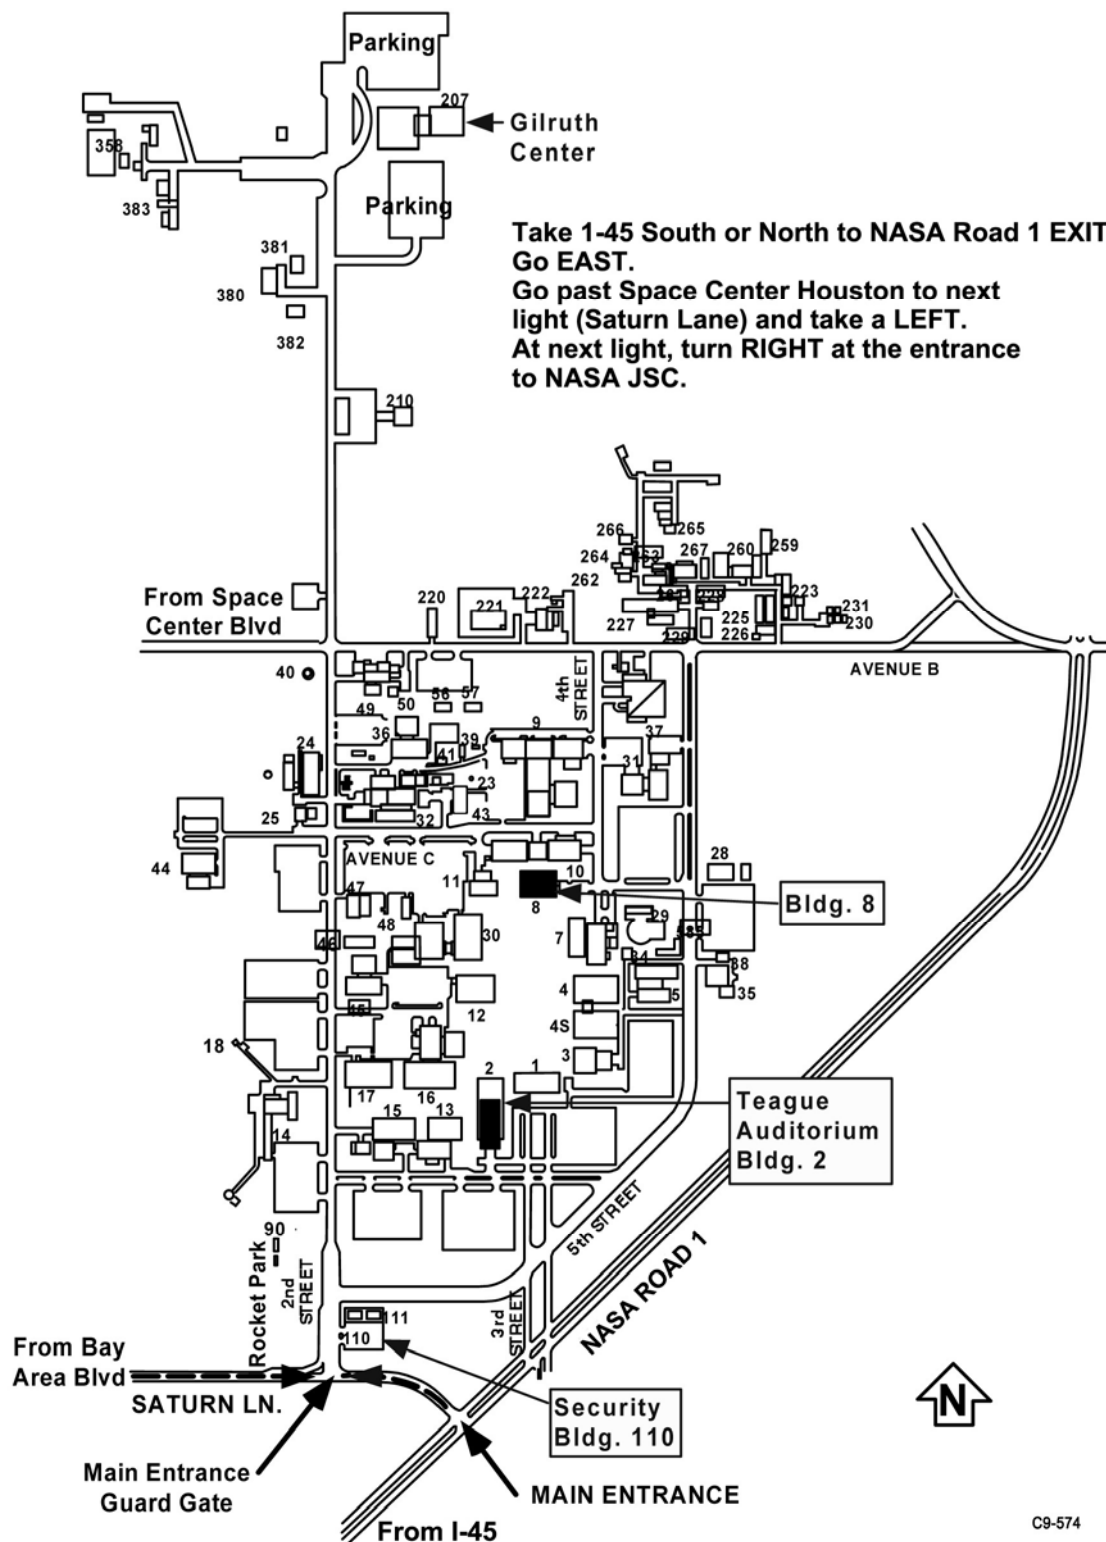 Parking
207
Gilruth
Center
358
383
Parking
Take 1-45 South or North to NASA Road 1 EXIT
Go EAST.
Go past Space Center Houston to next
light (Saturn Lane) and take a LEFT.
At next light, turn RIGHT at the entrance
to NASA JSC.
381
380
382
210
266
265
264
263
267
260
259
262
From Space
Center Blvd
220
221
222
227
229
225
226
223
231
230
AVENUE B
40
4th
STREET
49
50
56
57
36
39
9
37
24
41
31
23
25
32
43
44
AVENUE C
11
10
28
8
Bldg. 8
47
48
46
30
7
29
585
34
38
4
5
35
45
12
4S
18
3
17
16
2
1
Teague
Auditorium
Bldg. 2
14
15
13
5th STREET
NASA ROAD 1
90
Rocket Park
2nd
STREET
3rd
STREET
111
110
From Bay
Area Blvd
SATURN LN.
Security
Bldg. 110
N
Main Entrance
Guard Gate
MAIN ENTRANCE
From I-45
C9-574